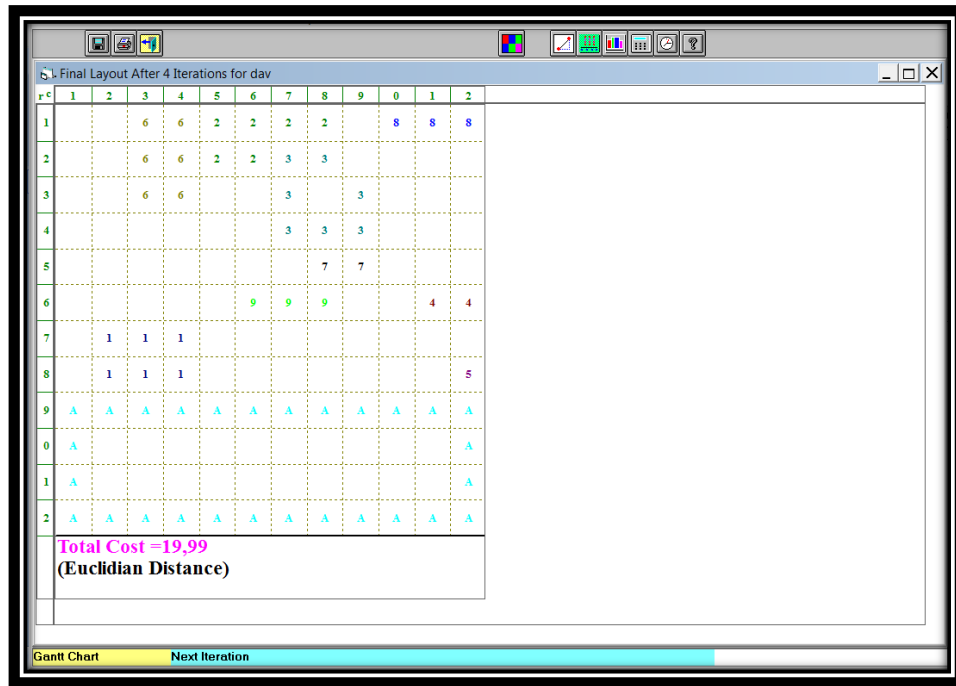 Final Layout After 4 Iterations for dav
r c 1 2 3 4 5 6 7 8 9 0 1 2
1 6 6 2 2 2 2 8 8 8
2 6 6 2 2 3 3
3 6 6 3 3
4 3 3 3
5 7 7
6 9 9 9 4 4
7 1 1 1
8 1 1 1 5
9 A A A A A A A A A A A A
0 A A
1 A A
2 A A A A A A A A A A A A
Total Cost =19,99
(Euclidian Distance)
Gantt Chart Next Iteration